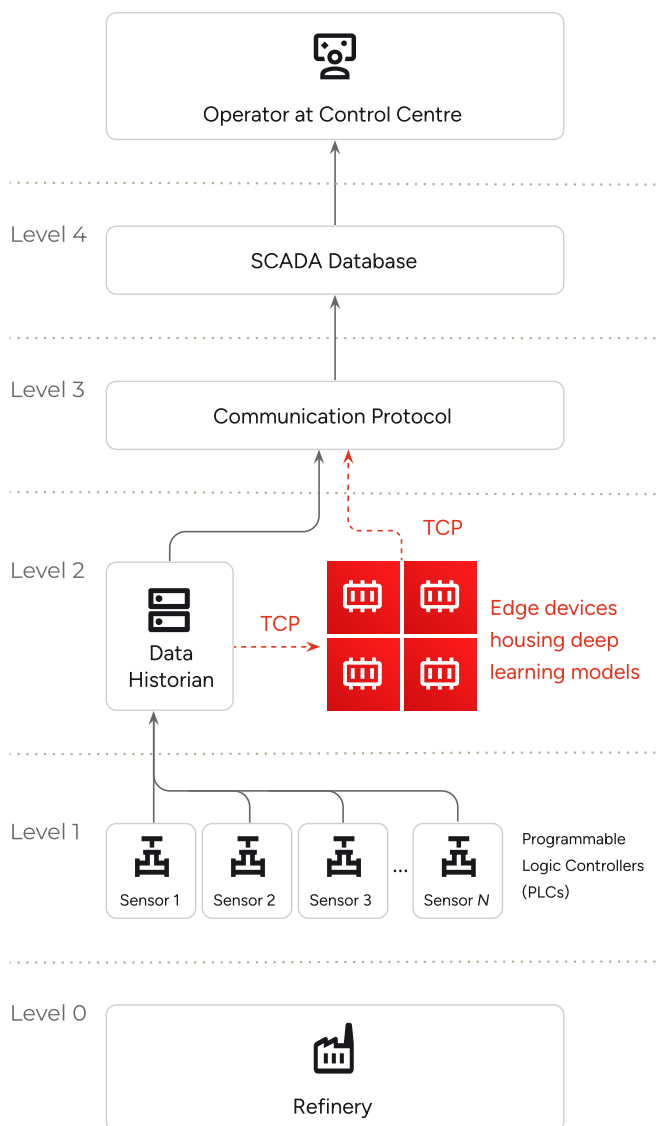 Operator at Control Centre
Level 4
SCADA Database
Level 3
Communication Protocol
TCP
Level 2
Data
Historian
TCP
Edge devices
housing deep
learning models
Level 1
Sensor 1
Sensor 2
Sensor 3
...
Sensor N
Programmable
Logic Controllers
(PLCs)
Level 0
Refinery